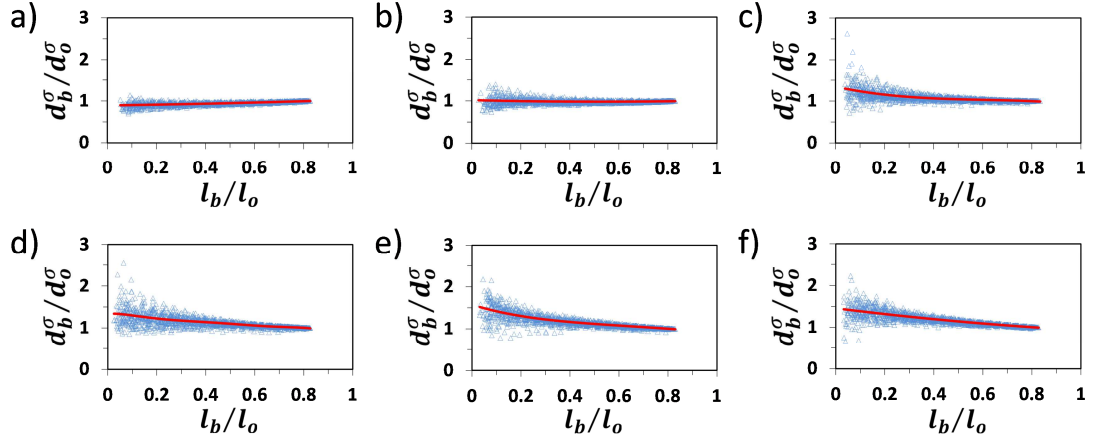 a) b) c)
3 3 3
2 2 2
1 1 1
0 0 0
d_b^σ/d_o^σ d_b^σ/d_o^σ d_b^σ/d_o^σ
0 0.2 0.4 0.6 0.8 1 0 0.2 0.4 0.6 0.8 1 0 0.2 0.4 0.6 0.8 1
l_b/l_o l_b/l_o l_b/l_o
d) e) f)
3 3 3
2 2 2
1 1 1
0 0 0
d_b^σ/d_o^σ d_b^σ/d_o^σ d_b^σ/d_o^σ
0 0.2 0.4 0.6 0.8 1 0 0.2 0.4 0.6 0.8 1 0 0.2 0.4 0.6 0.8 1
l_b/l_o l_b/l_o l_b/l_o